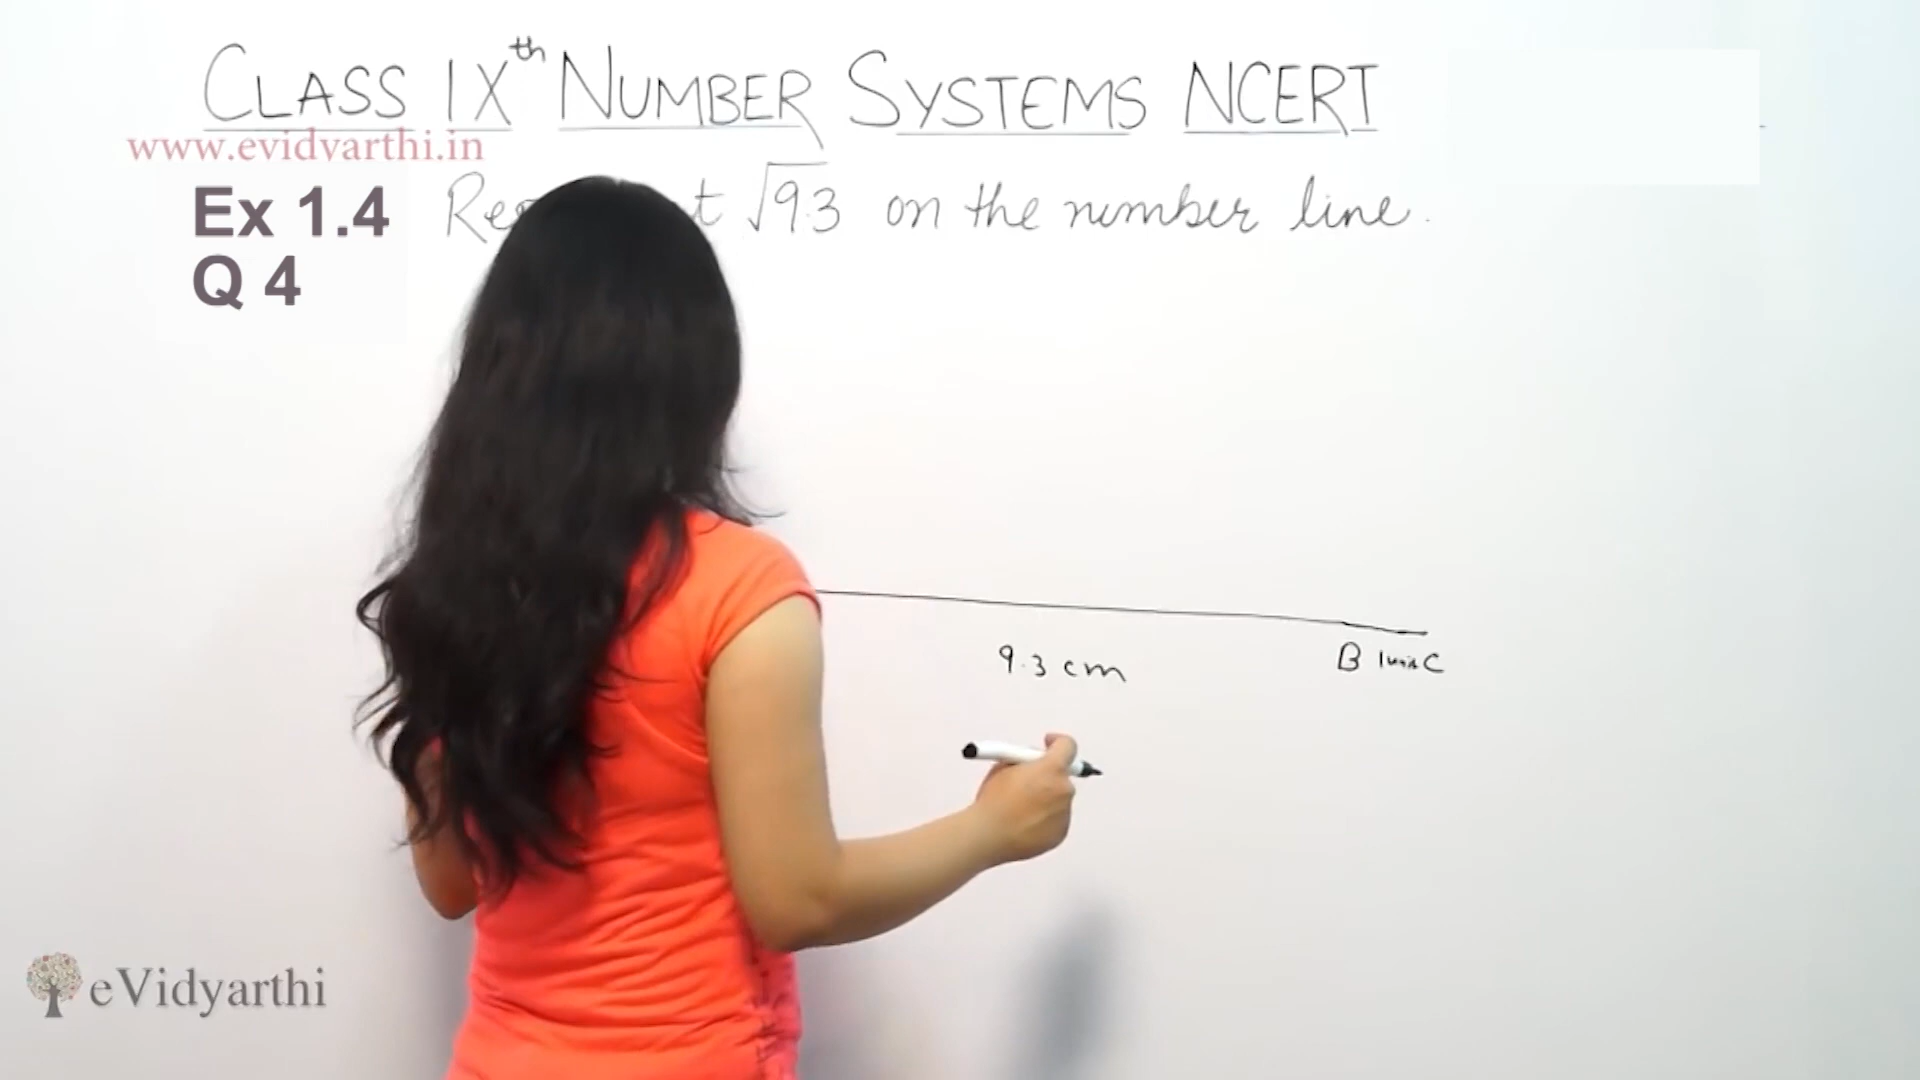 CLASS IXth NUMBER SYSTEMS NCERT
www.evidyarthi.in
Ex 1.4
Q 4
√9.3 on the number line.
9.3 cm
B 1unit C
eVidyarthi